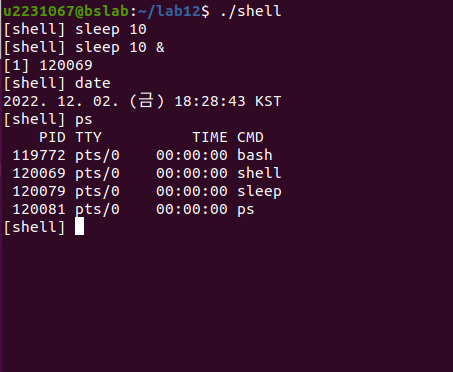 u2231067@bslab:~/lab12$ ./shell
[shell] sleep 10
[shell] sleep 10 &
[1] 120069
[shell] date
2022. 12. 02. (금) 18:28:43 KST
[shell] ps
    PID TTY          TIME CMD
 119772 pts/0    00:00:00 bash
 120069 pts/0    00:00:00 shell
 120079 pts/0    00:00:00 sleep
 120081 pts/0    00:00:00 ps
[shell]